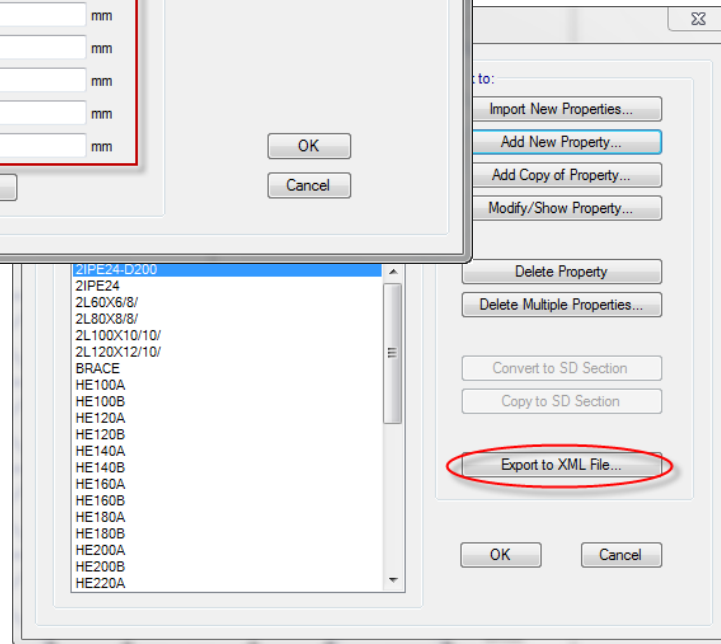 mm
mm
mm
mm
mm
OK
Cancel
to:
Import New Properties...
Add New Property...
Add Copy of Property...
Modify/Show Property...
Delete Property
Delete Multiple Properties...
Convert to SD Section
Copy to SD Section
Export to XML File...
OK
Cancel
2IPE24-D200
2IPE24
2L60X6/8/
2L80X8/8/
2L100X10/10/
2L120X12/10/
BRACE
HE100A
HE100B
HE120A
HE120B
HE140A
HE140B
HE160A
HE160B
HE180A
HE180B
HE200A
HE200B
HE220A